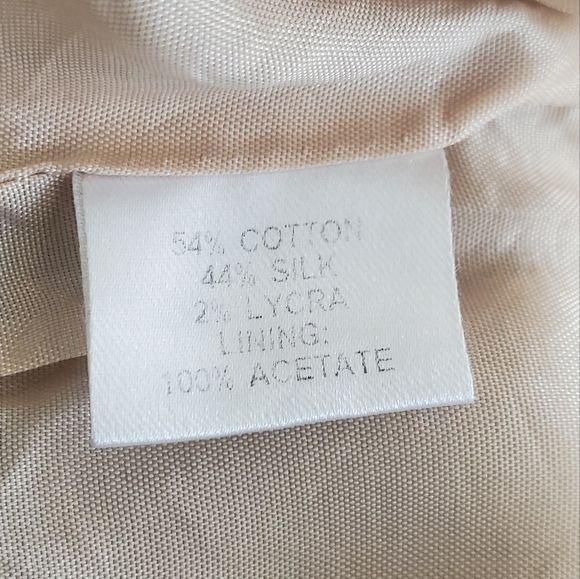 54% COTTON
44% SILK
2% LYCRA
LINING:
100% ACETATE